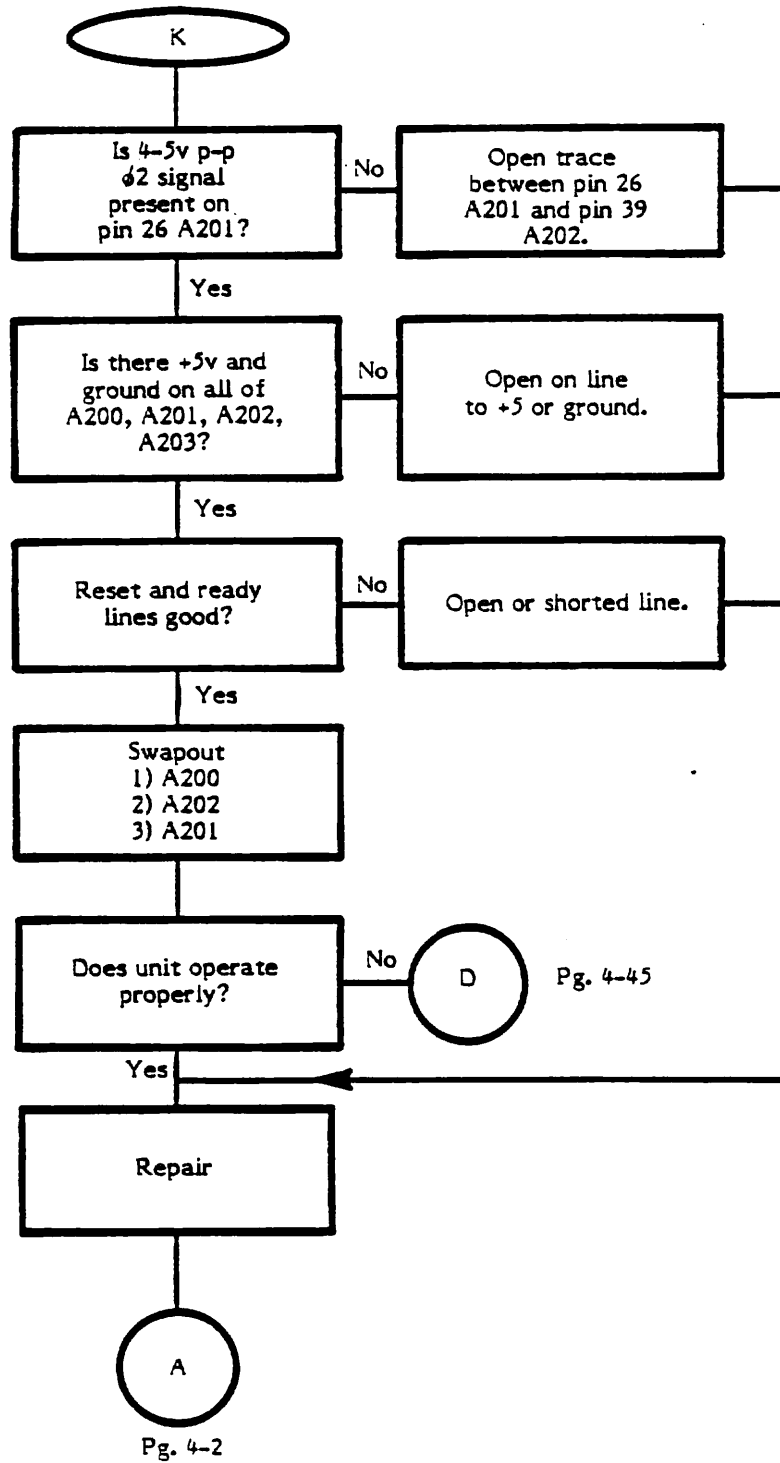 K
Is 4-5v p-p
ϕ2 signal
present on
pin 26 A201?
No
Open trace
between pin 26
A201 and pin 39
A202.
Yes
Is there +5v and
ground on all of
A200, A201, A202,
A203?
No
Open on line
to +5 or ground.
Yes
Reset and ready
lines good?
No
Open or shorted line.
Yes
Swapout
1) A200
2) A202
3) A201
Does unit operate
properly?
No
D
Pg. 4-45
Yes
Repair
A
Pg. 4-2